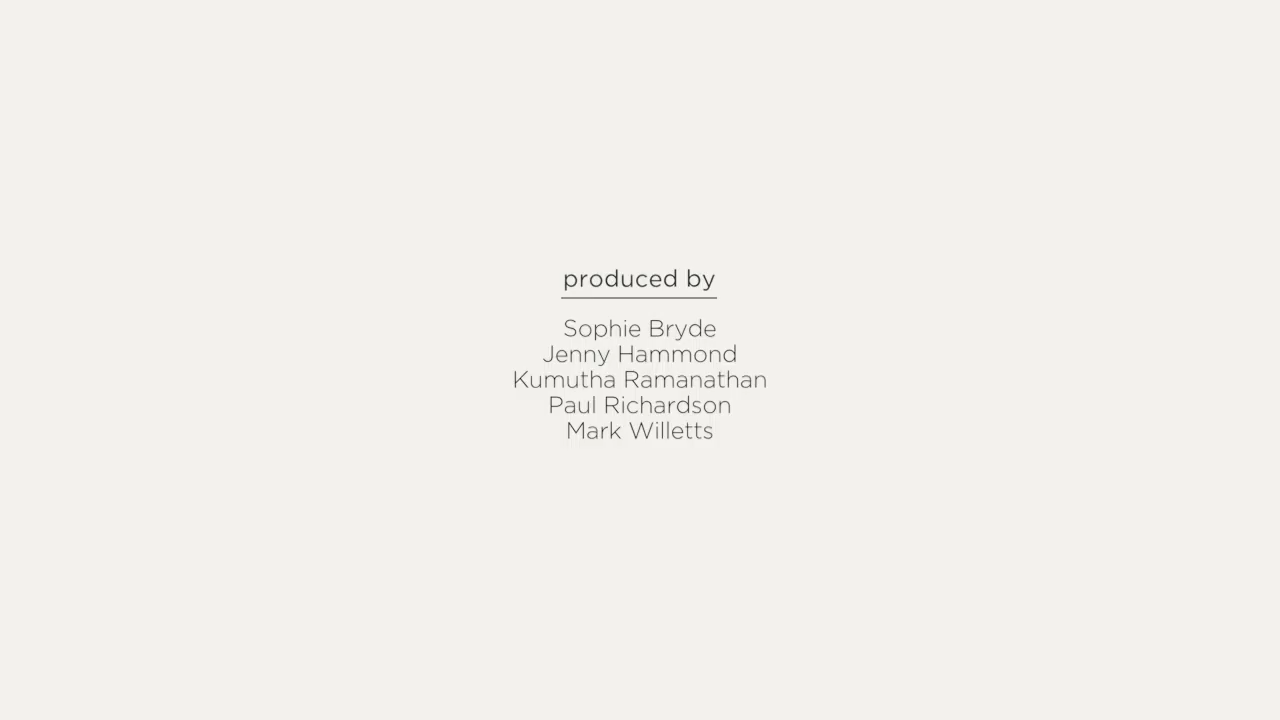 produced by
Sophie Bryde
Jenny Hammond
Kumutha Ramanathan
Paul Richardson
Mark Willetts